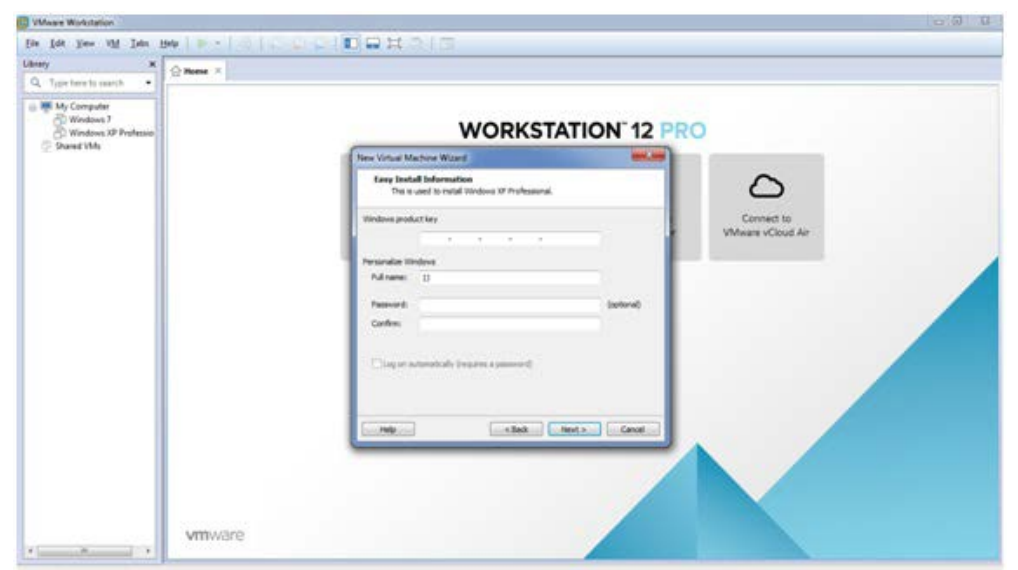 VMware Workstation
File Edit View VM Tabs Help
Library
Home
Type here to search
My Computer
Windows 7
Windows XP Professio
Shared VMs
WORKSTATION™ 12 PRO
New Virtual Machine Wizard
Easy Install Information
This is used to install Windows XP Professional.
Windows product key
Personalize Windows
Full name:
Password:
(optional)
Confirm:
Log on automatically (requires a password)
Help
< Back
Next >
Cancel
Connect to
VMware vCloud Air
vmware